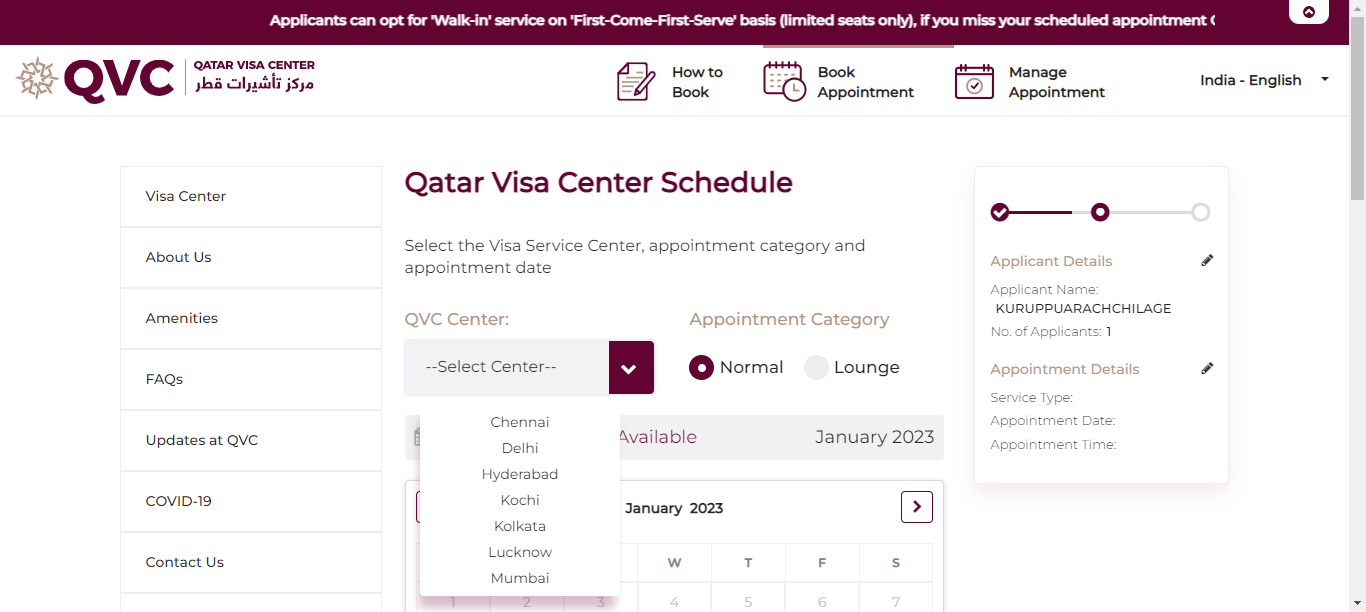 Applicants can opt for 'Walk-in' service on 'First-Come-First-Serve' basis (limited seats only), if you miss your scheduled appointment
QVC
QATAR VISA CENTER
مركز تأشيرات قطر
How to
Book
Book
Appointment
Manage
Appointment
India - English
Visa Center
About Us
Amenities
FAQs
Updates at QVC
COVID-19
Contact Us
Qatar Visa Center Schedule
Select the Visa Service Center, appointment category and
appointment date
QVC Center:
Appointment Category
--Select Center--
Normal
Lounge
Chennai
Delhi
Hyderabad
Kochi
Kolkata
Lucknow
Mumbai
Available
January 2023
January 2023
W T F S
1 2 3 4 5 6 7
Applicant Details
Applicant Name:
KURUPPUARACHCHILAGE
No. of Applicants: 1
Appointment Details
Service Type:
Appointment Date:
Appointment Time: